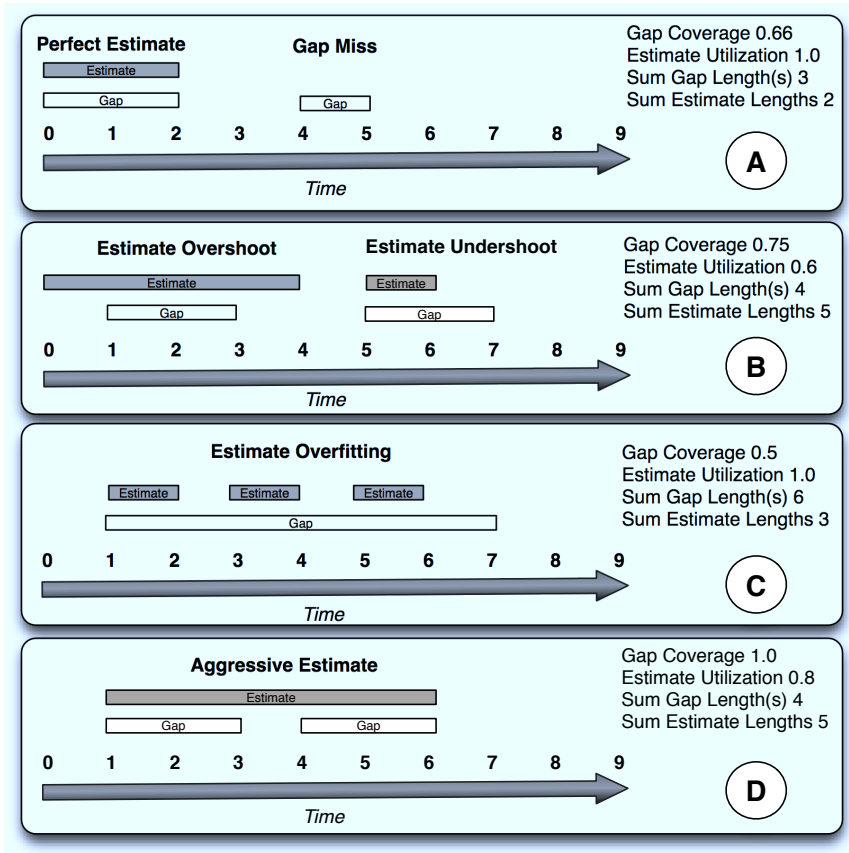 Perfect Estimate
Gap Miss
Estimate
Gap
Gap
0 1 2 3 4 5 6 7 8 9
Time
Gap Coverage 0.66
Estimate Utilization 1.0
Sum Gap Length(s) 3
Sum Estimate Lengths 2
A
Estimate Overshoot
Estimate Undershoot
Estimate
Estimate
Gap
Gap
0 1 2 3 4 5 6 7 8 9
Time
Gap Coverage 0.75
Estimate Utilization 0.6
Sum Gap Length(s) 4
Sum Estimate Lengths 5
B
Estimate Overfitting
Estimate
Estimate
Estimate
Gap
0 1 2 3 4 5 6 7 8 9
Time
Gap Coverage 0.5
Estimate Utilization 1.0
Sum Gap Length(s) 6
Sum Estimate Lengths 3
C
Aggressive Estimate
Estimate
Gap
Gap
0 1 2 3 4 5 6 7 8 9
Time
Gap Coverage 1.0
Estimate Utilization 0.8
Sum Gap Length(s) 4
Sum Estimate Lengths 5
D